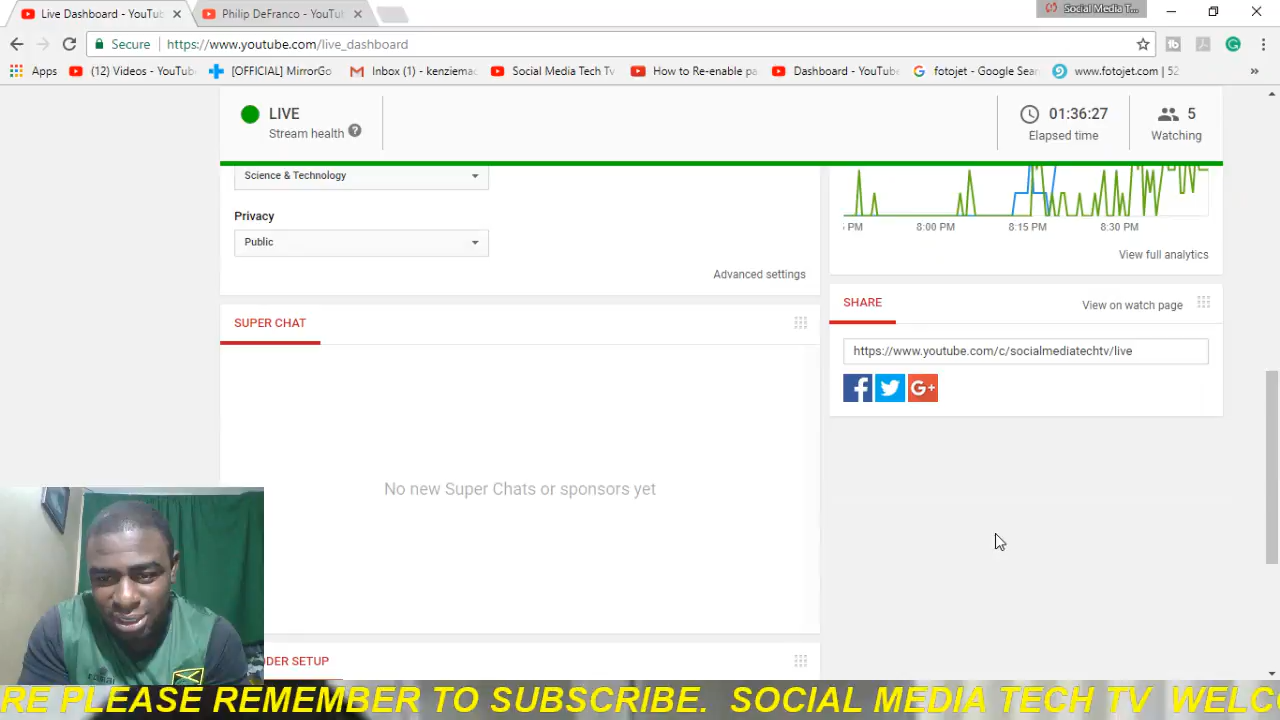 Live Dashboard - YouTub
Philip DeFranco - YouTu
Social Media T...
Secure
https://www.youtube.com/live_dashboard
Apps
(12) Videos - YouTube
[OFFICIAL] MirrorGo
Inbox (1) - kenziema
Social Media Tech Tv
How to Re-enable pa
Dashboard - YouTube
fotojet - Google Sear
www.fotojet.com | 52
»
LIVE
Stream health ?
01:36:27
Elapsed time
5
Watching
Science & Technology
Privacy
Public
Advanced settings
PM
8:00 PM
8:15 PM
8:30 PM
View full analytics
SUPER CHAT
SHARE
View on watch page
https://www.youtube.com/c/socialmediatechtv/live
f
G+
No new Super Chats or sponsors yet
DER SETUP
RE PLEASE REMEMBER TO SUBSCRIBE. SOCIAL MEDIA TECH TV WELC